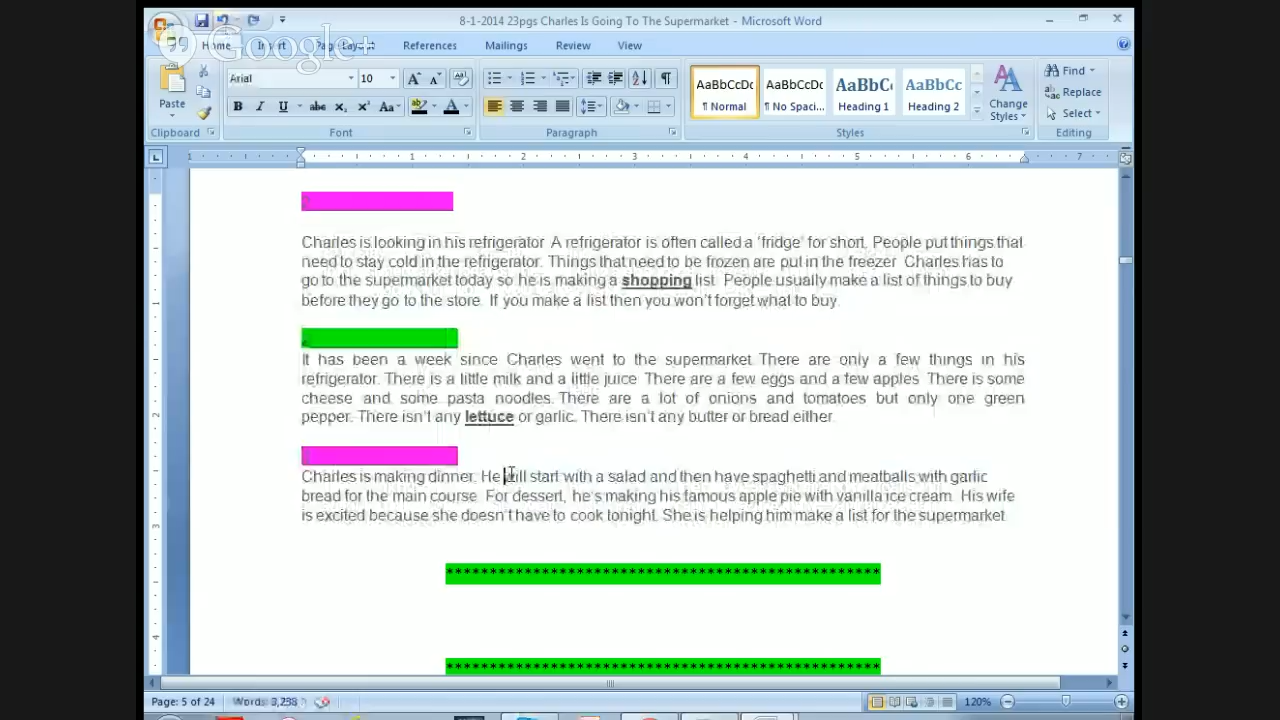 8-1-2014 23pgs Charles Is Going To The Supermarket - Microsoft Word
Google+
Home Insert Page Layout References Mailings Review View
Arial 10
AaBbCcDc AaBbCcDc AaBbC AaBbCc
Find
Replace
Select
Paste
¶ Normal ¶ No Spaci... Heading 1 Heading 2
Change Styles
Clipboard Font Paragraph Styles Editing
1 1 2 3 4 5 6 7
Charles is looking in his refrigerator. A refrigerator is often called a ‘fridge’ for short. People put things that
need to stay cold in the refrigerator. Things that need to be frozen are put in the freezer. Charles has to
go to the supermarket today so he is making a shopping list. People usually make a list of things to buy
before they go to the store. If you make a list then you won’t forget what to buy.
It has been a week since Charles went to the supermarket. There are only a few things in his
refrigerator. There is a little milk and a little juice. There are a few eggs and a few apples. There is some
cheese and some pasta noodles. There are a lot of onions and tomatoes but only one green
pepper. There isn’t any lettuce or garlic. There isn’t any butter or bread either.
Charles is making dinner. He will start with a salad and then have spaghetti and meatballs with garlic
bread for the main course. For dessert, he’s making his famous apple pie with vanilla ice cream. His wife
is excited because she doesn’t have to cook tonight. She is helping him make a list for the supermarket.
*********************************************
*********************************************
Page: 5 of 24 Words: 3,238 120%